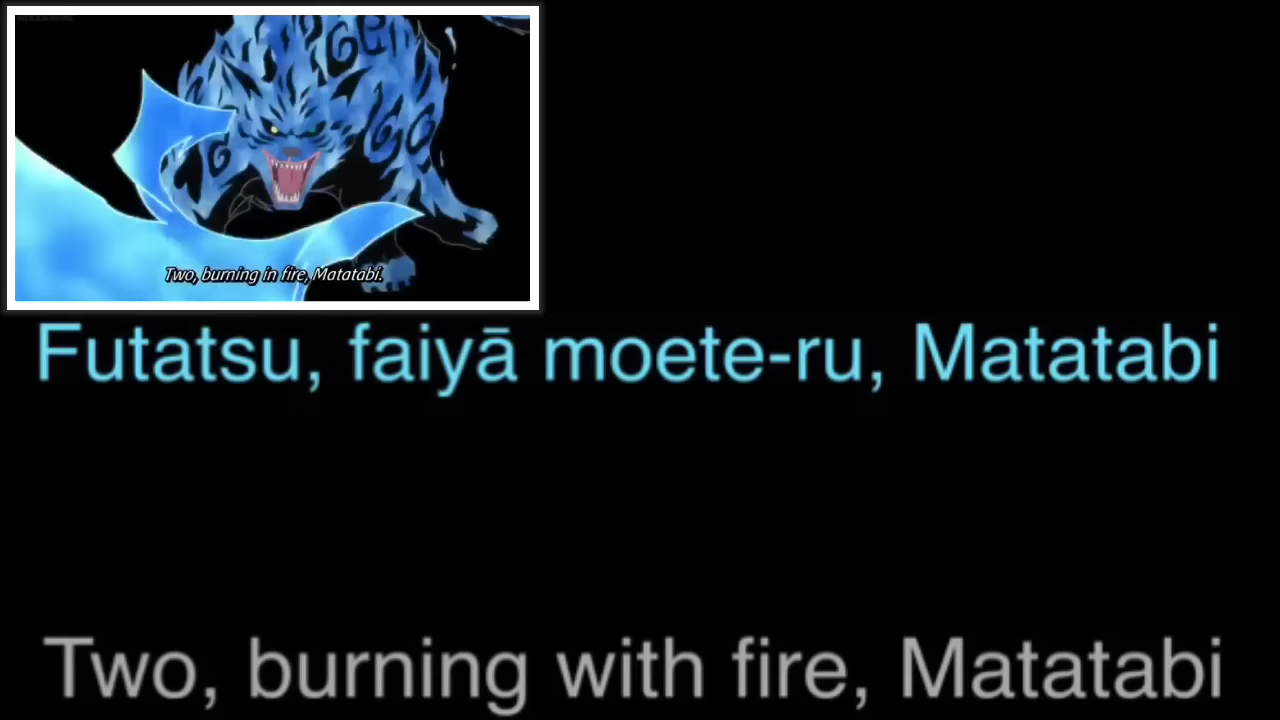 Two, burning in fire, Matatabi.
Futatsu, faiyā moete-ru, Matatabi
Two, burning with fire, Matatabi